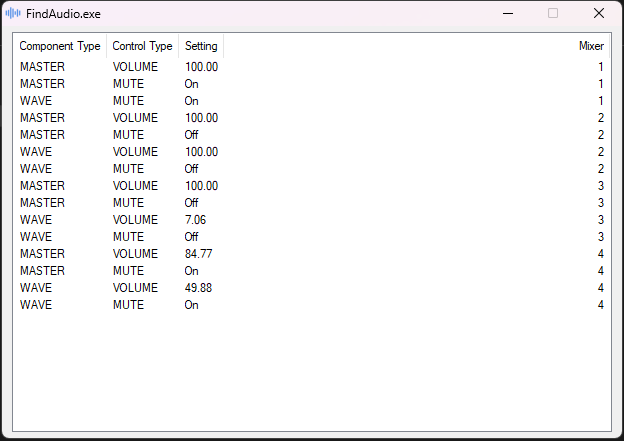 FindAudio.exe
Component Type Control Type Setting Mixer
MASTER VOLUME 100.00 1
MASTER MUTE On 1
WAVE MUTE On 1
MASTER VOLUME 100.00 2
MASTER MUTE Off 2
WAVE VOLUME 100.00 2
WAVE MUTE Off 2
MASTER VOLUME 100.00 3
MASTER MUTE Off 3
WAVE VOLUME 7.06 3
WAVE MUTE Off 3
MASTER VOLUME 84.77 4
MASTER MUTE On 4
WAVE VOLUME 49.88 4
WAVE MUTE On 4